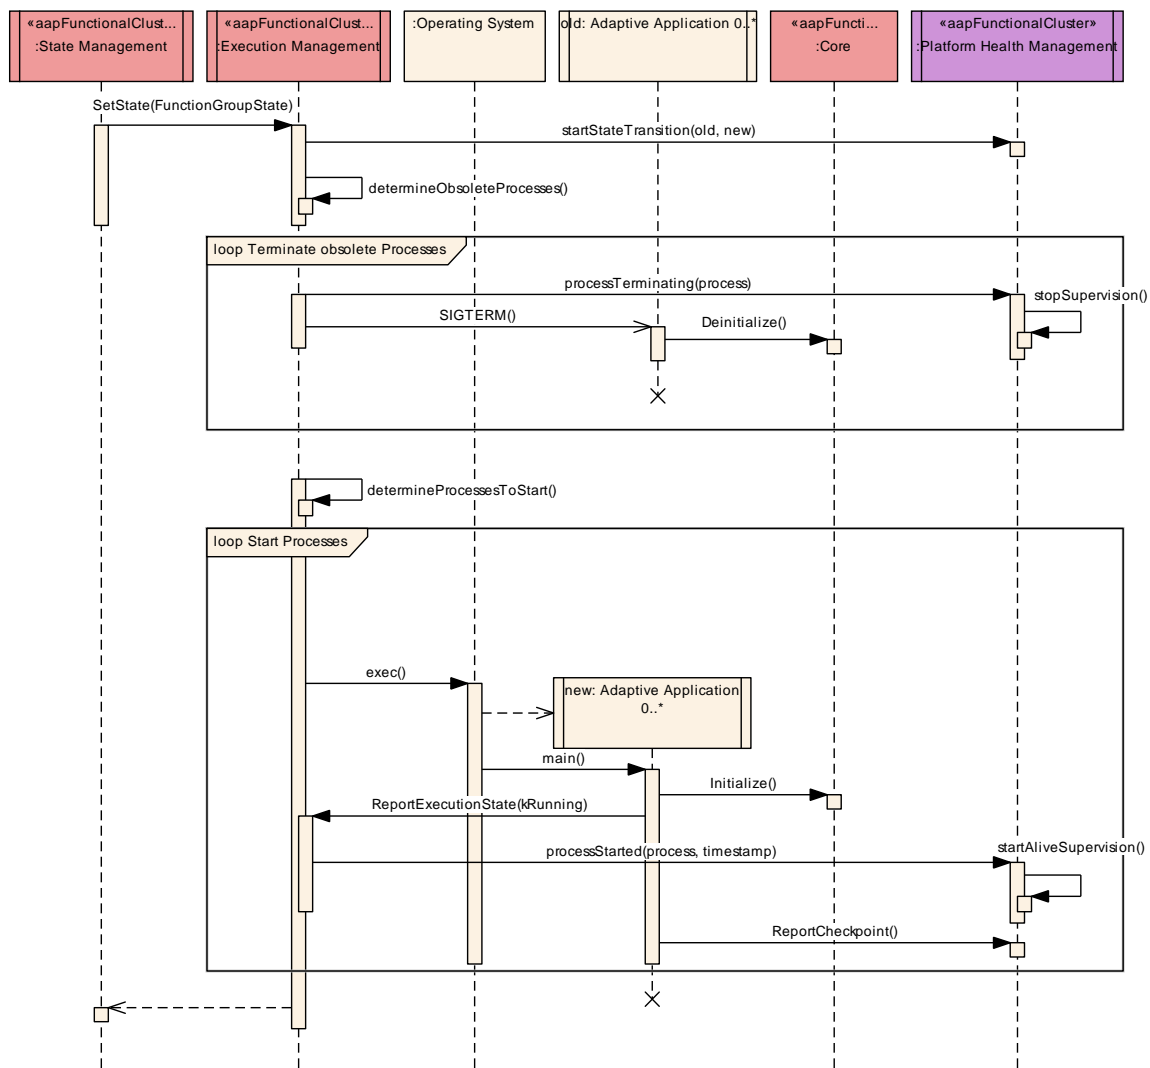 «aapFunctionalClust...
:State Management
«aapFunctionalClust...
:Execution Management
:Operating System
old: Adaptive Application 0..*
«aapFuncti...
:Core
«aapFunctionalCluster»
:Platform Health Management
SetState(FunctionGroupState)
startStateTransition(old, new)
determineObsoleteProcesses()
loop Terminate obsolete Processes
processTerminating(process)
stopSupervision()
SIGTERM()
Deinitialize()
determineProcessesToStart()
loop Start Processes
exec()
new: Adaptive Application
0..*
main()
Initialize()
ReportExecutionState(kRunning)
processStarted(process, timestamp)
startAliveSupervision()
ReportCheckpoint()